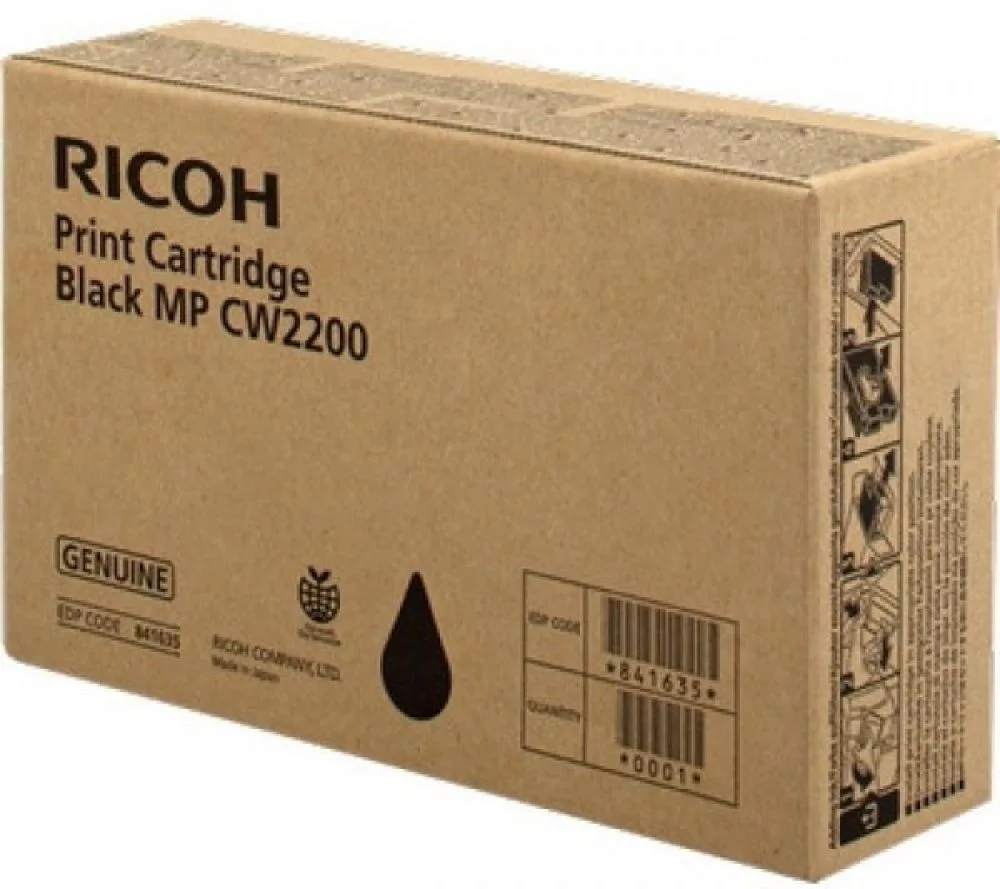 RICOH
Print Cartridge
Black MP CW2200
GENUINE
EDP CODE 841635
RICOH COMPANY, LTD.
Made in Japan
EDP CODE
*841635*
QUANTITY
*0001*